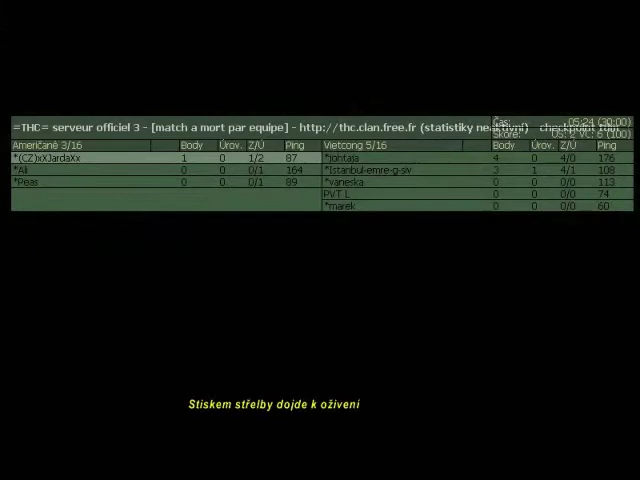 Čas: 05:24 (30:00)
=THC= serveur officiel 3 - [match a mort par equipe] - http://thc.clan.free.fr (statistiky neaktivní) checkpoint
Skóre: US: 2 VC: 6 (100)
Američané 3/16 Body Úrov. Z/Ú Ping Vietcong 5/16 Body Úrov. Z/Ú Ping
*(CZ)xXJardaXx 1 0 1/2 87 *johtaja 4 0 4/0 176
*Ali 0 0 0/1 164 *Istanbul-emre-g-siv 3 1 4/1 108
*Peas 0 0 0/1 89 *vaneska 0 0 0/0 113
PVT L 0 0 0/0 74
*marek 0 0 0/0 60
Stiskem střelby dojde k oživení